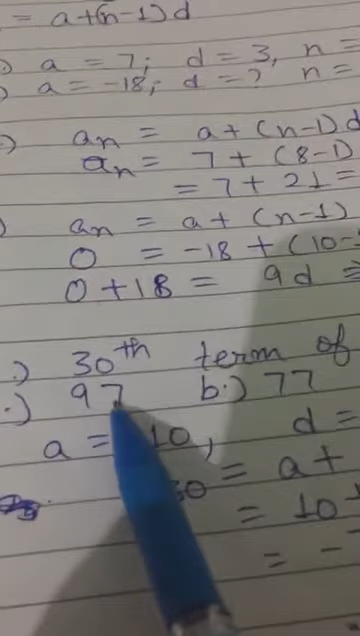 = a+(n-1)d
a = 7; d = 3, n =
a = -18; d = ? n =
an = a+(n-1)d
an = 7 + (8-1)
= 7 + 21 =
an = a + (n-1)
0 = -18 + (10-
0 + 18 = 9d =
.) 30th term of
.) 97 b.) 77
a = 10, d =
30 = a +
= 10 +
= -